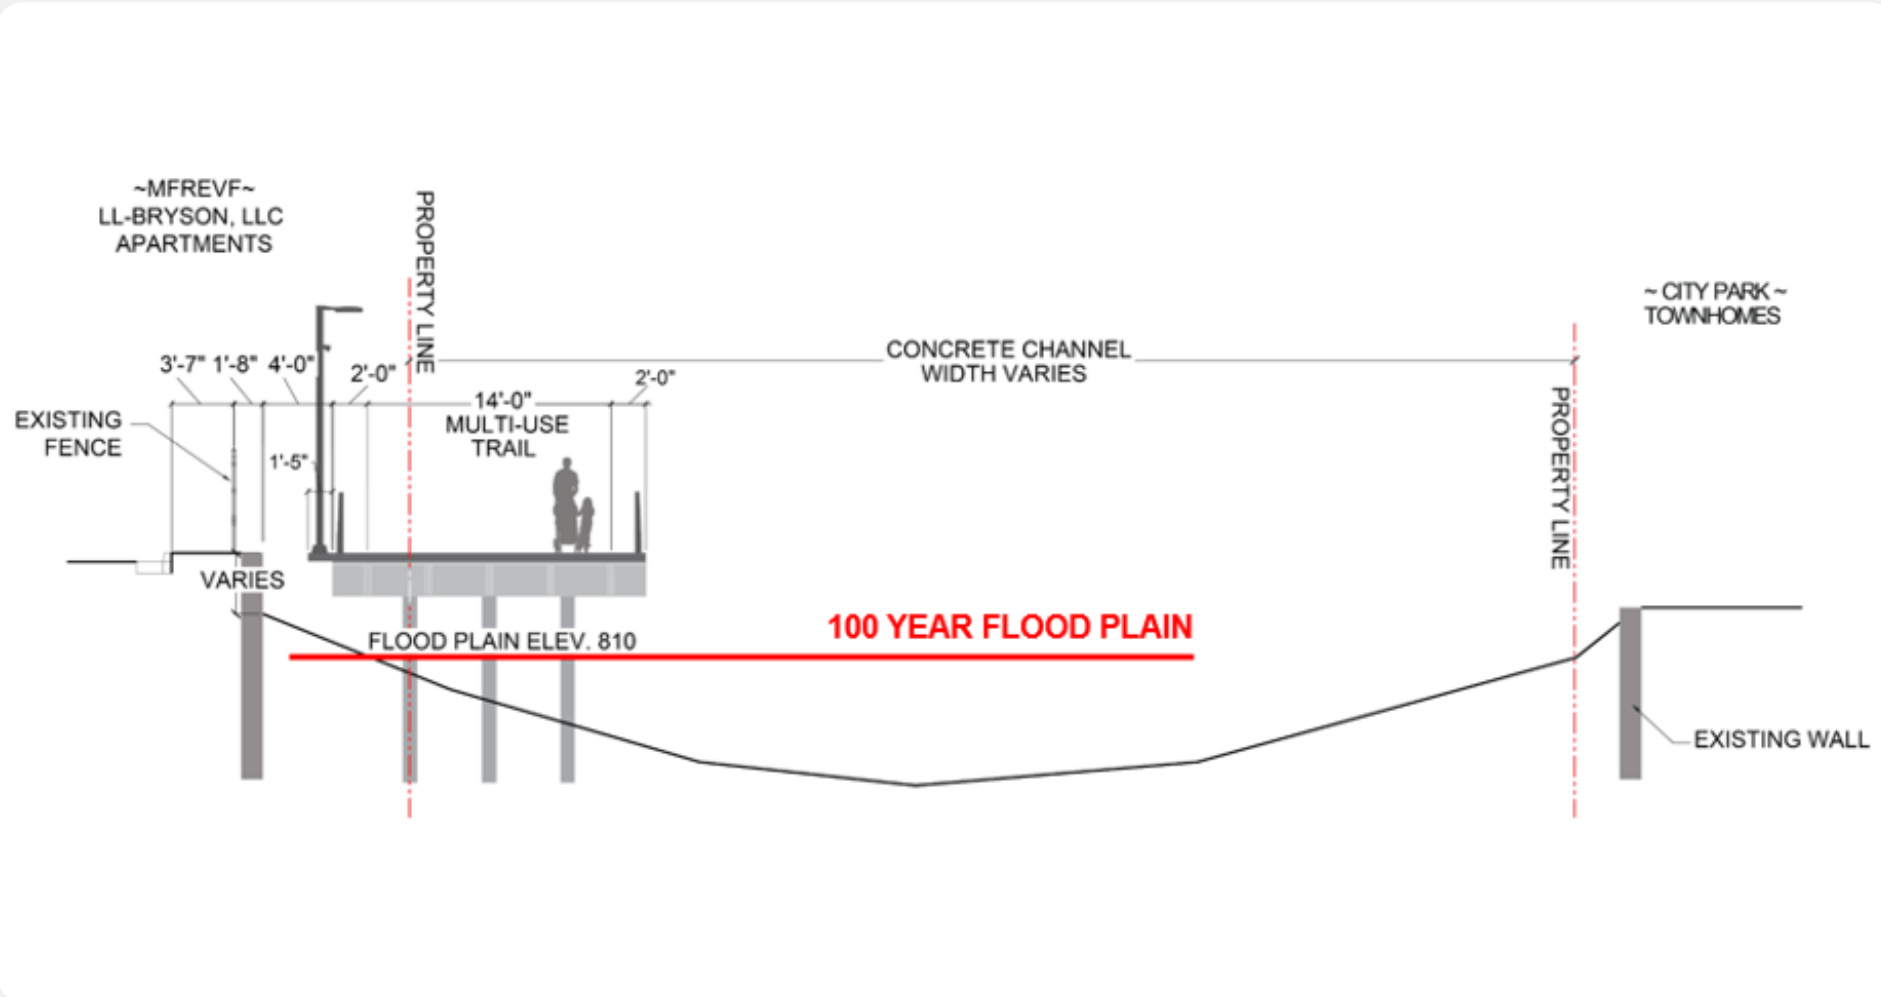 ~MFREVF~
LL-BRYSON, LLC
APARTMENTS
PROPERTY LINE
~ CITY PARK ~
TOWNHOMES
CONCRETE CHANNEL
WIDTH VARIES
3'-7" 1'-8" 4'-0"
2'-0"
2'-0"
14'-0"
MULTI-USE
TRAIL
EXISTING
FENCE
1'-5"
PROPERTY LINE
VARIES
100 YEAR FLOOD PLAIN
FLOOD PLAIN ELEV. 810
EXISTING WALL